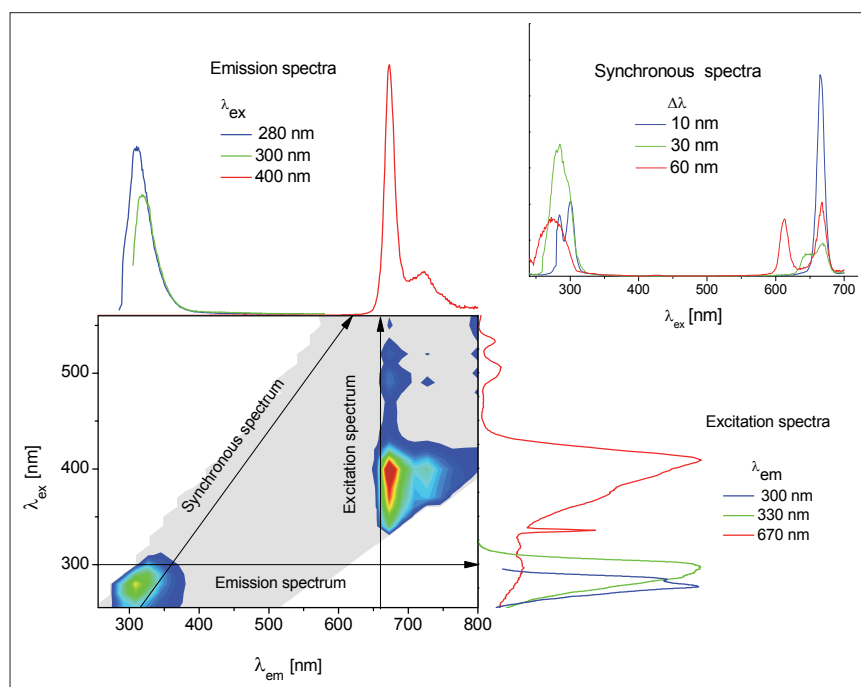 Emission spectra
λex
280 nm
300 nm
400 nm
Synchronous spectra
Δλ
10 nm
30 nm
60 nm
300 400 500 600 700
λex [nm]
500
400
300
λex [nm]
Synchronous spectrum
Excitation spectrum
Emission spectrum
300 400 500 600 700 800
λem [nm]
Excitation spectra
λem
300 nm
330 nm
670 nm